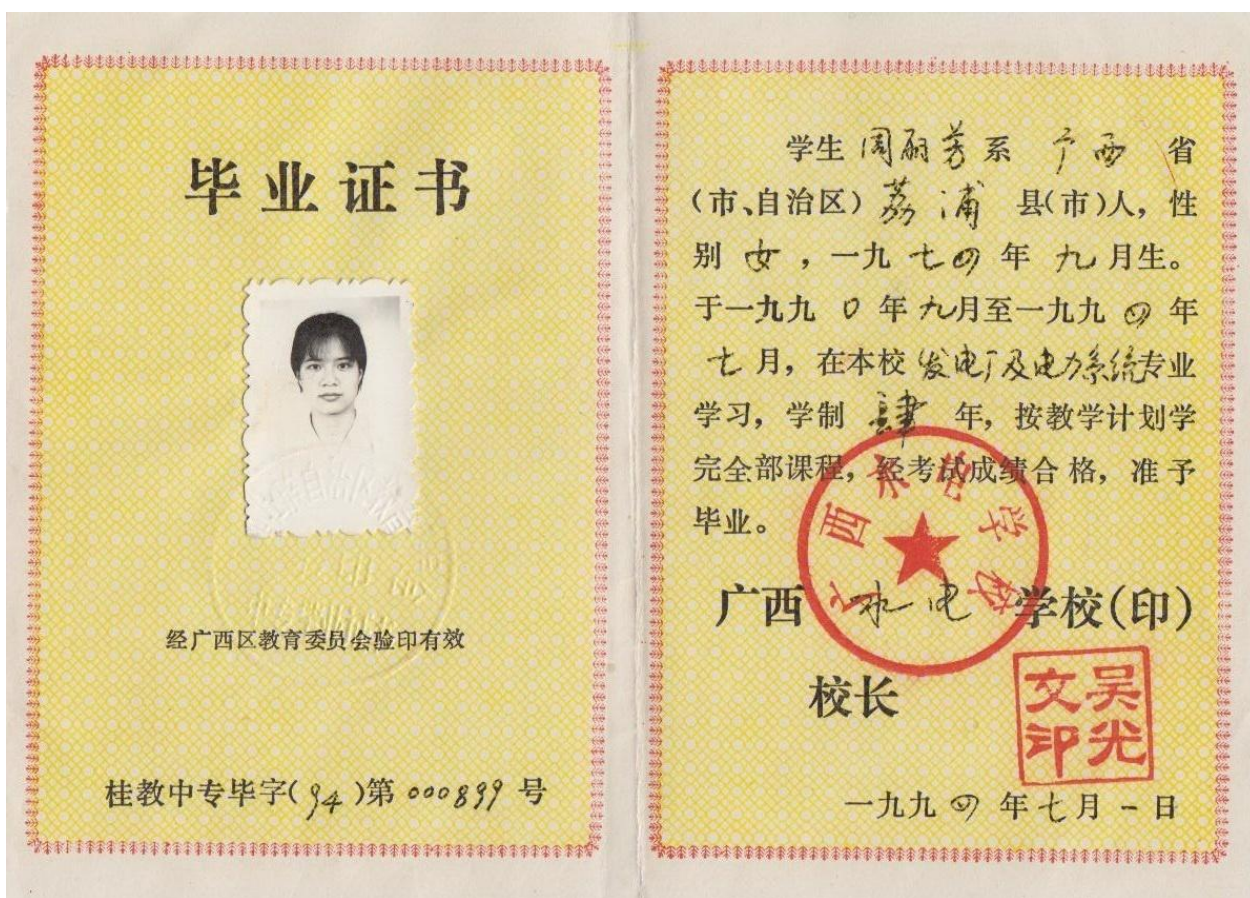 毕业证书
经广西区教育委员会验印有效
桂教中专毕字(94)第000899号
学生周丽芳系广西省
(市、自治区)荔浦县(市)人，性
别女，一九七四年九月生。
于一九九0年九月至一九九四年
七月，在本校发电厂及电力系统专业
学习，学制肆年，按教学计划学
完全部课程，经考试成绩合格，准予
毕业。
广西水电学校
广西水电学校(印)
校长
吴光文印
一九九四年七月一日